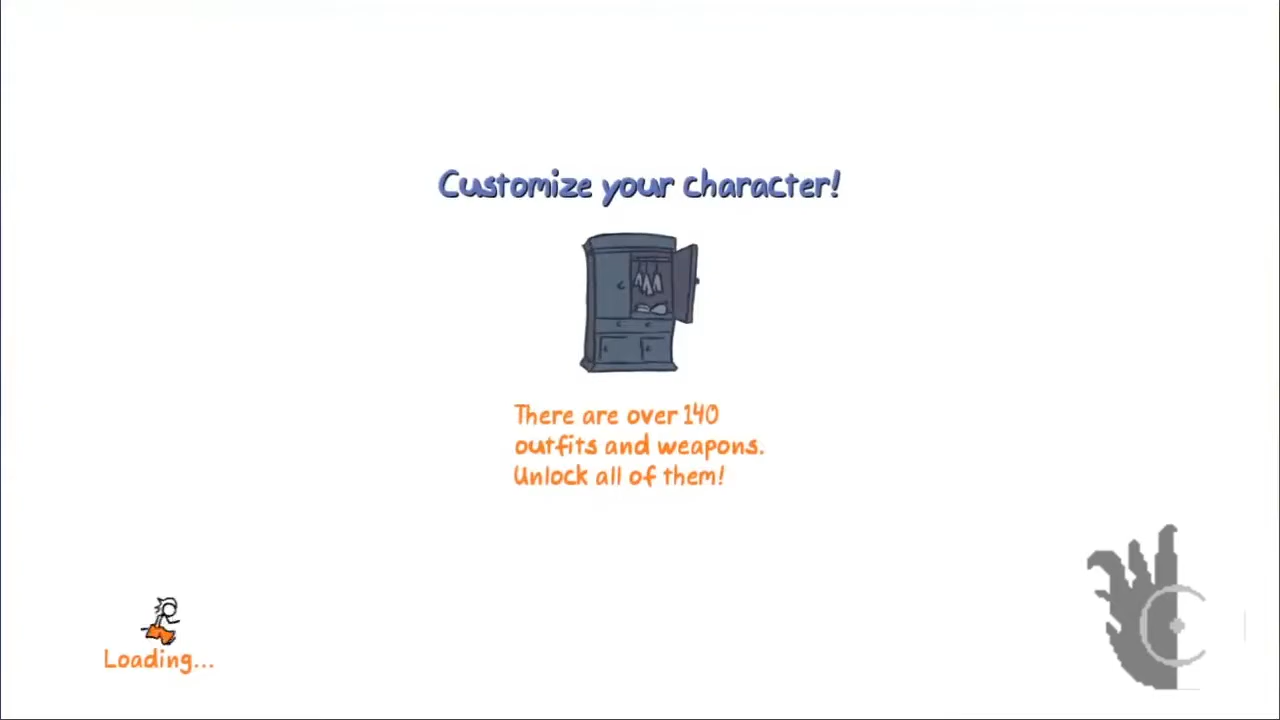 Customize your character!
There are over 140
outfits and weapons.
Unlock all of them!
Loading...